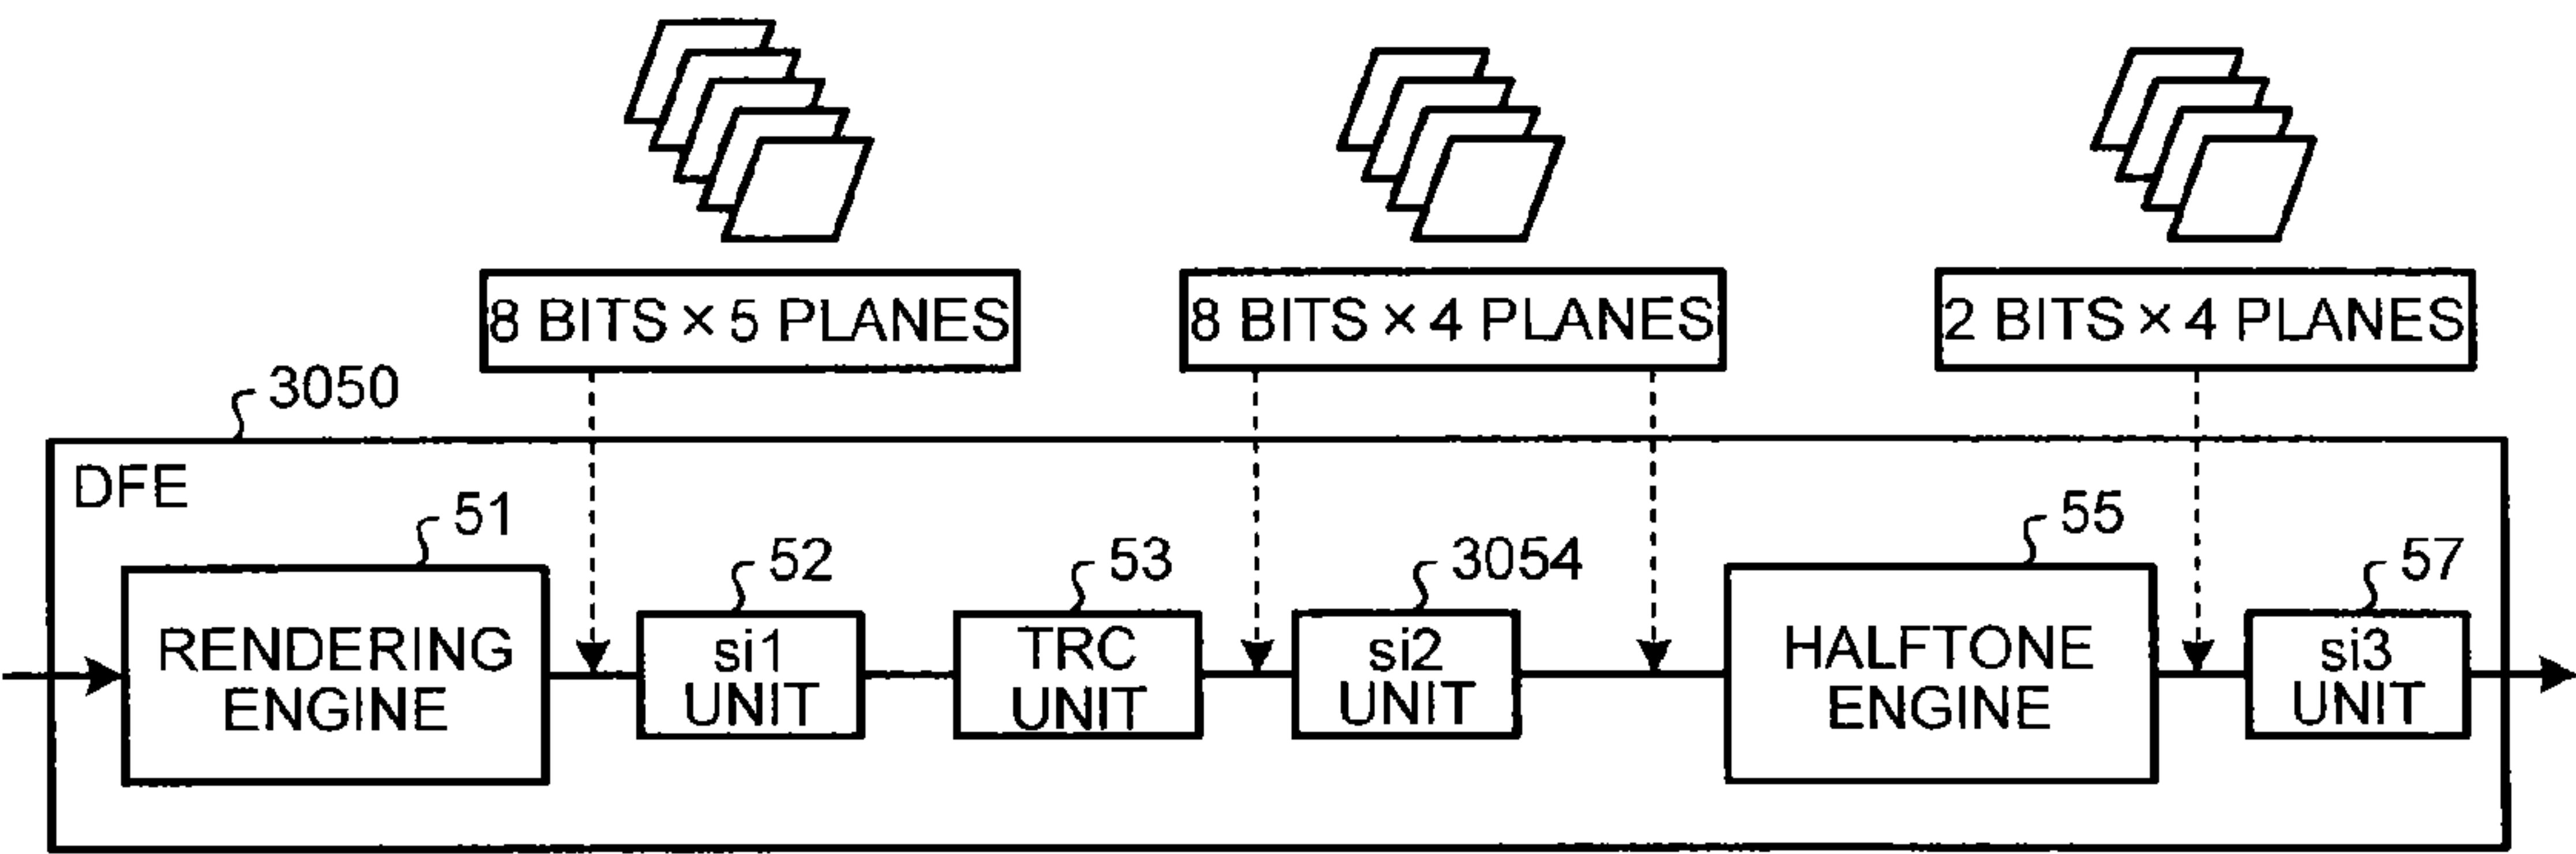 8 BITS × 5 PLANES
8 BITS × 4 PLANES
2 BITS × 4 PLANES
3050
DFE
51
52
53
3054
55
57
RENDERING
ENGINE
si1
UNIT
TRC
UNIT
si2
UNIT
HALFTONE
ENGINE
si3
UNIT